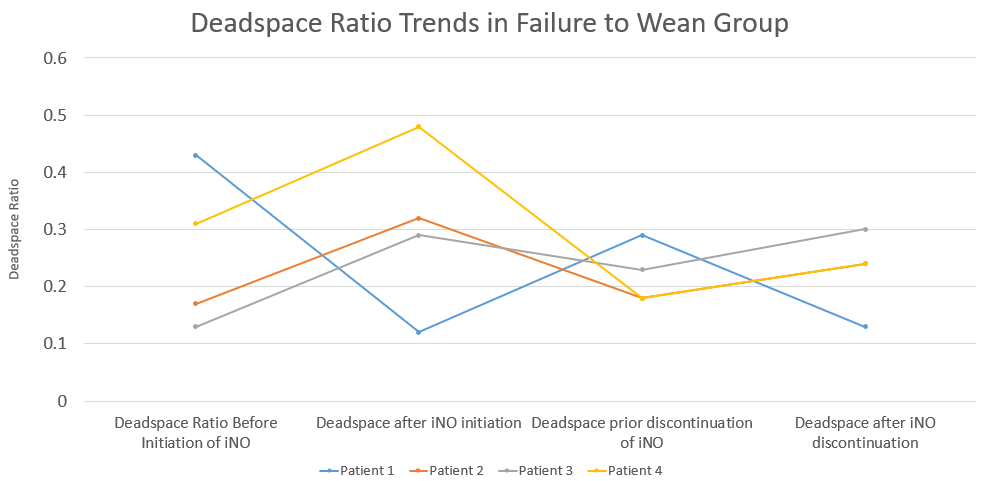 Deadspace Ratio Trends in Failure to Wean Group
0.6
0.5
0.4
0.3
0.2
0.1
0
Deadspace Ratio
Deadspace Ratio Before
Initiation of iNO
Deadspace after iNO initiation
Deadspace prior discontinuation
of iNO
Deadspace after iNO
discontinuation
Patient 1
Patient 2
Patient 3
Patient 4